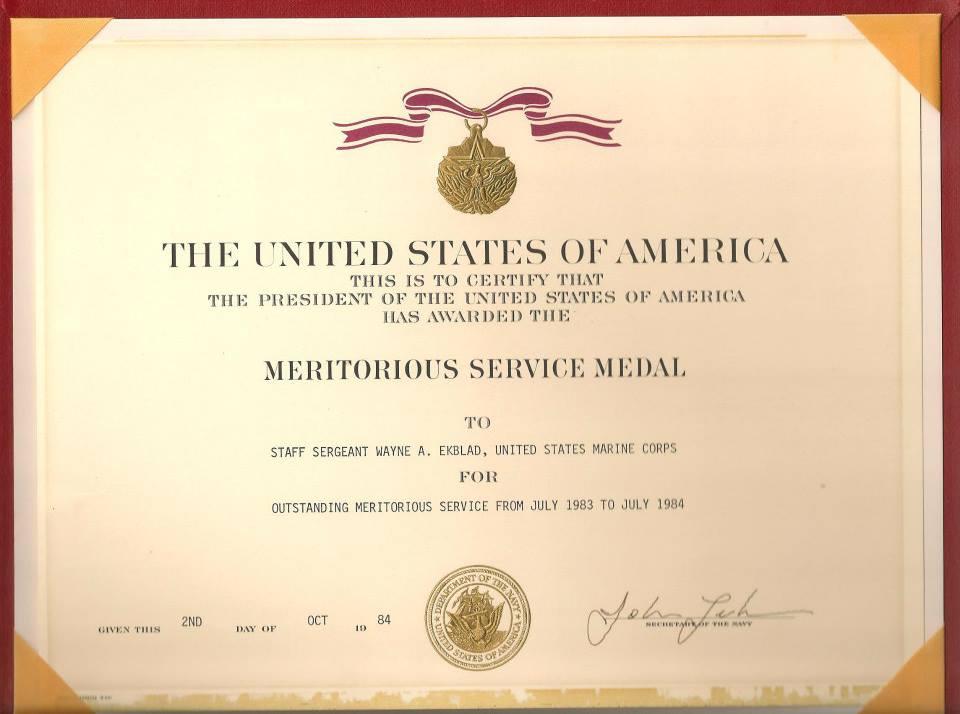 THE UNITED STATES OF AMERICA
THIS IS TO CERTIFY THAT
THE PRESIDENT OF THE UNITED STATES OF AMERICA
HAS AWARDED THE
MERITORIOUS SERVICE MEDAL
TO
STAFF SERGEANT WAYNE A. EKBLAD, UNITED STATES MARINE CORPS
FOR
OUTSTANDING MERITORIOUS SERVICE FROM JULY 1983 TO JULY 1984
GIVEN THIS 2ND DAY OF OCT 19 84
DEPARTMENT OF THE NAVY
UNITED STATES OF AMERICA
John Leh
SECRETARY OF THE NAVY